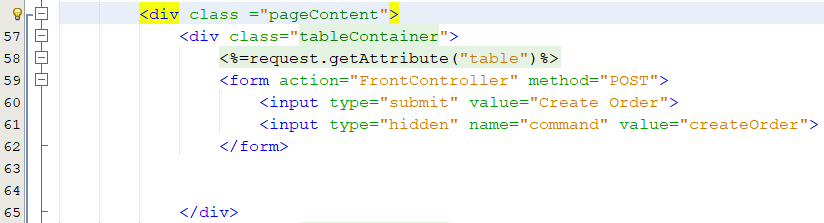 <div class ="pageContent">
57 <div class="tableContainer">
58 <%=request.getAttribute("table")%>
59 <form action="FrontController" method="POST">
60 <input type="submit" value="Create Order">
61 <input type="hidden" name="command" value="createOrder">
62 </form>
63
64
65 </div>